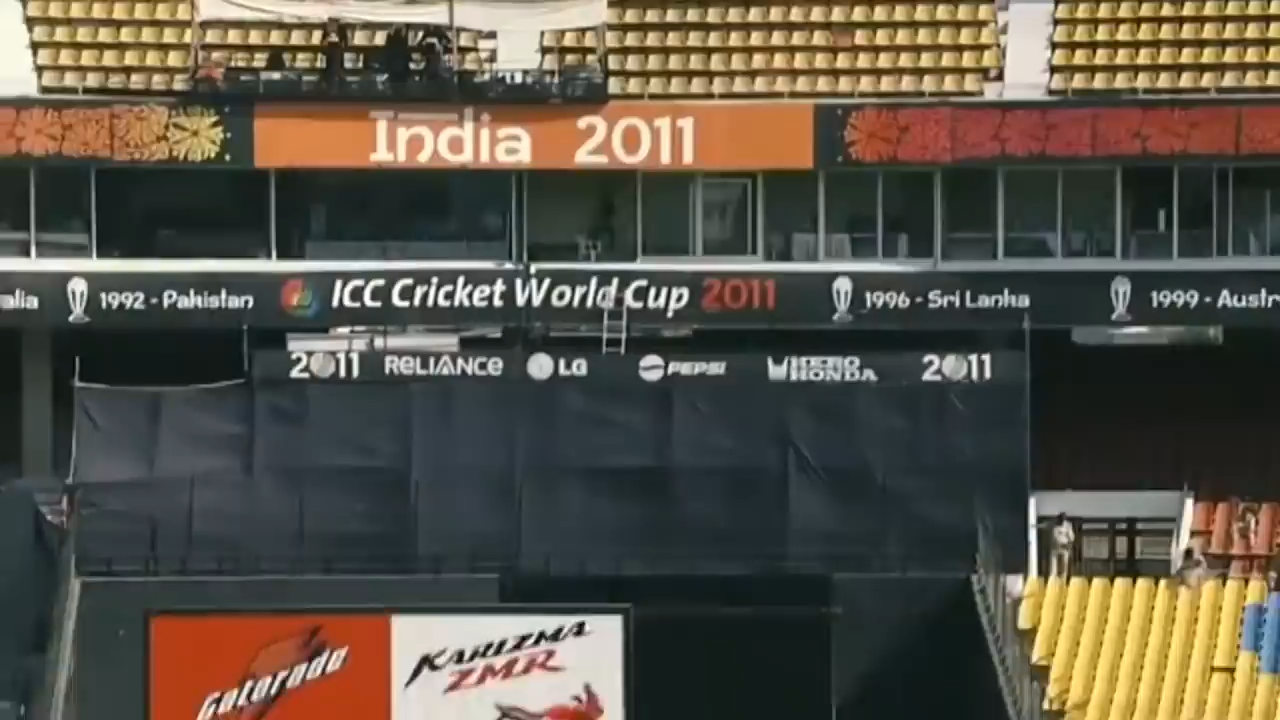 India 2011
alia 1992 - Pakistan ICC Cricket World Cup 2011 1996 - Sri Lanka 1999 - Austr
2011 RELIANCE LG PEPSI HERO HONDA 2011
GATORADE KARIZMA
ZMR